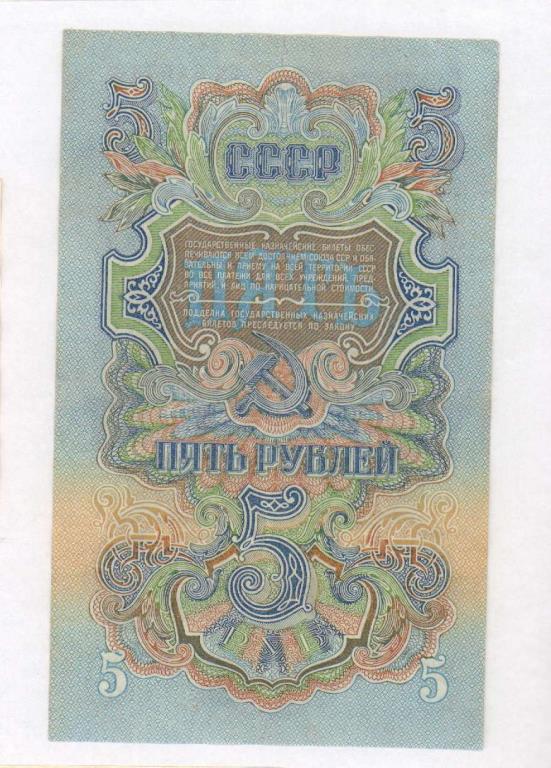 5 5
СССР
ГОСУДАРСТВЕННЫЕ КАЗНАЧЕЙСКИЕ БИЛЕТЫ ОБЕС-
ПЕЧИВАЮТСЯ ВСЕМ ДОСТОЯНИЕМ СОЮЗА ССР И ОБЯ-
ЗАТЕЛЬНЫ К ПРИЕМУ НА ВСЕЙ ТЕРРИТОРИИ СССР
ВО ВСЕ ПЛАТЕЖИ ДЛЯ ВСЕХ УЧРЕЖДЕНИЙ, ПРЕД-
ПРИЯТИЙ, И ЛИЦ ПО НАРИЦАТЕЛЬНОЙ СТОИМОСТИ.
ПЯТЬ
ПОДДЕЛКА ГОСУДАРСТВЕННЫХ КАЗНАЧЕЙСКИХ
БИЛЕТОВ ПРЕСЛЕДУЕТСЯ ПО ЗАКОНУ.
ПЯТЬ РУБЛЕЙ
5
5 5